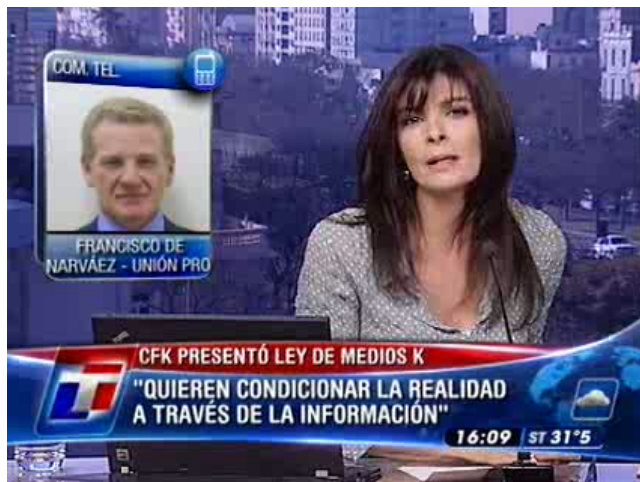 COM. TEL.
FRANCISCO DE
NARVÁEZ - UNIÓN PRO
CFK PRESENTÓ LEY DE MEDIOS K
"QUIEREN CONDICIONAR LA REALIDAD
A TRAVÉS DE LA INFORMACIÓN"
16:09 ST 31°5